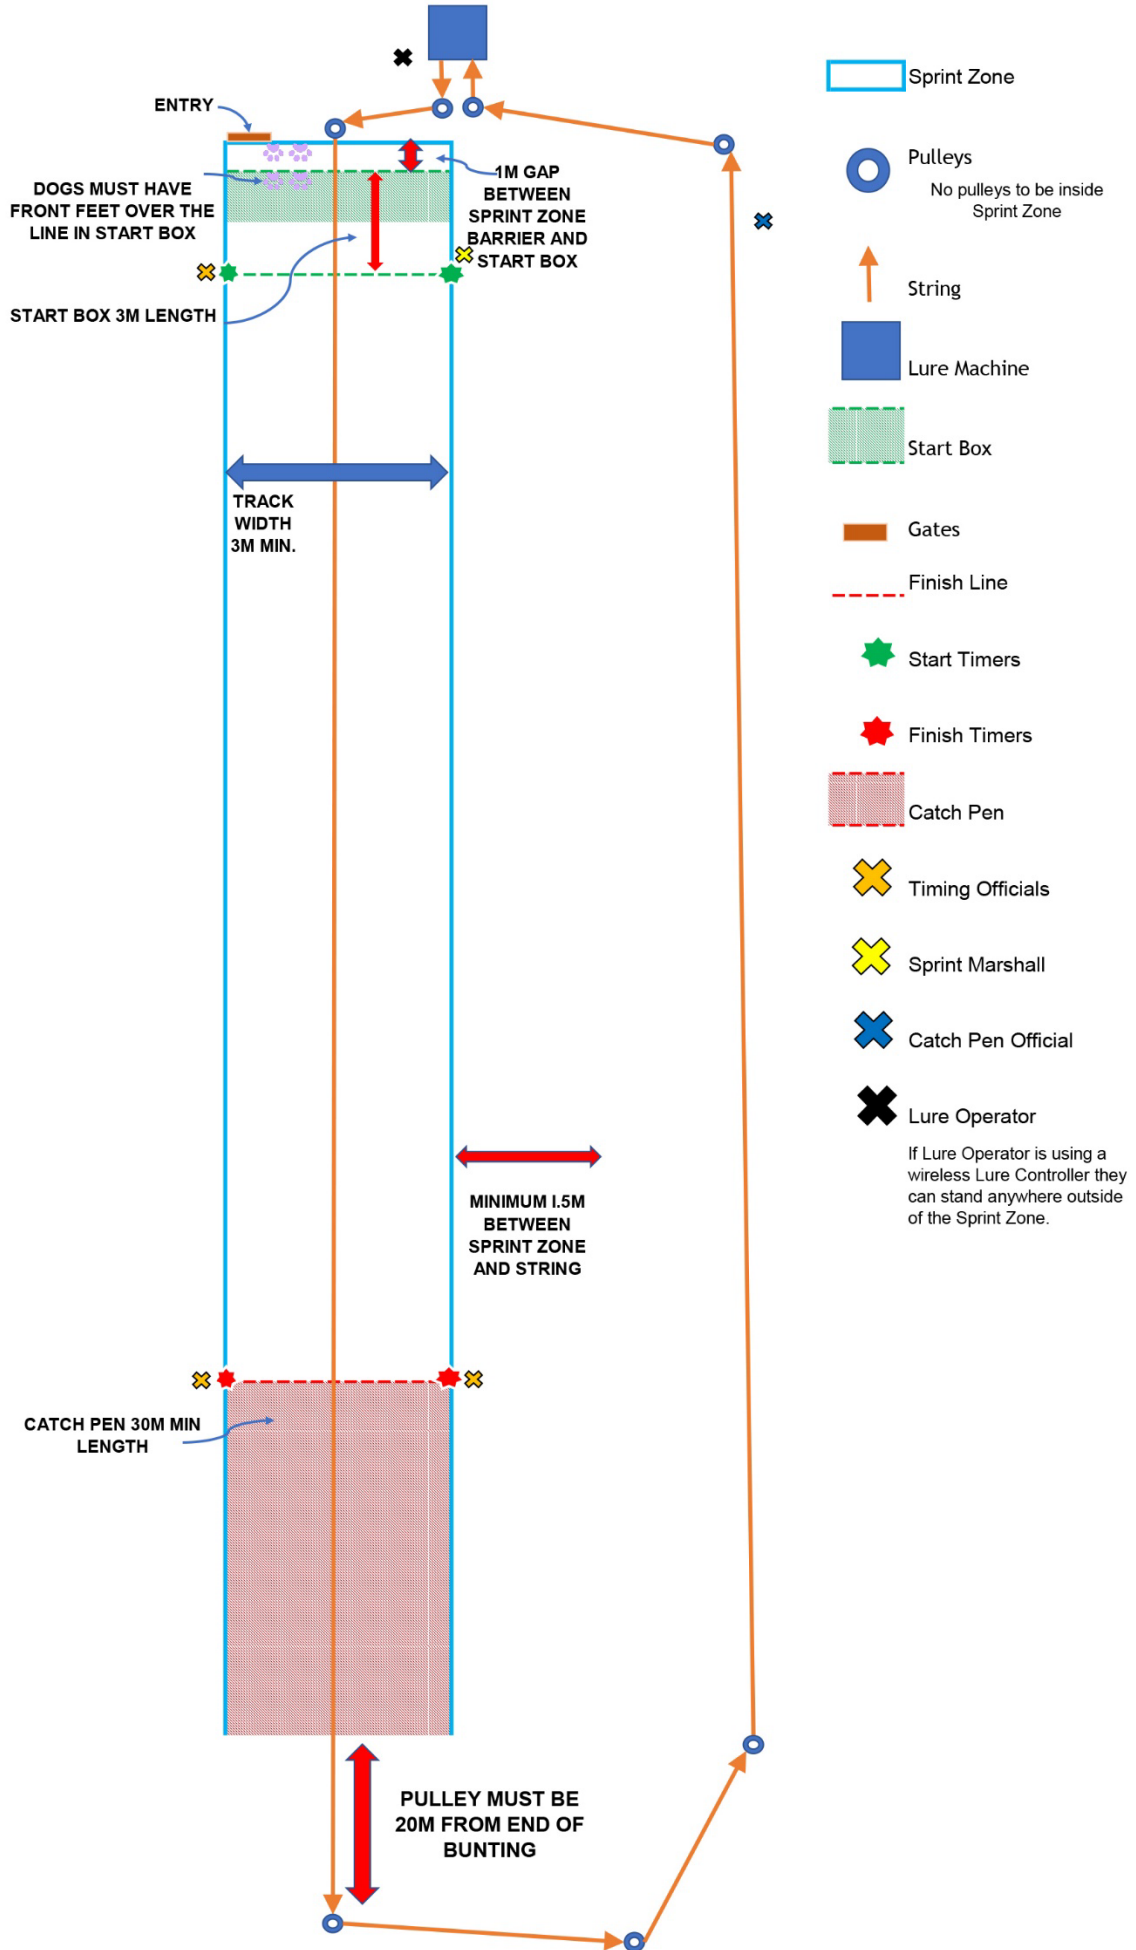 ENTRY
DOGS MUST HAVE
FRONT FEET OVER THE
LINE IN START BOX
1M GAP
BETWEEN
SPRINT ZONE
BARRIER AND
START BOX
START BOX 3M LENGTH
TRACK
WIDTH
3M MIN.
MINIMUM I.5M
BETWEEN
SPRINT ZONE
AND STRING
CATCH PEN 30M MIN
LENGTH
PULLEY MUST BE
20M FROM END OF
BUNTING
Sprint Zone
Pulleys
No pulleys to be inside
Sprint Zone
String
Lure Machine
Start Box
Gates
Finish Line
Start Timers
Finish Timers
Catch Pen
Timing Officials
Sprint Marshall
Catch Pen Official
Lure Operator
If Lure Operator is using a
wireless Lure Controller they
can stand anywhere outside
of the Sprint Zone.